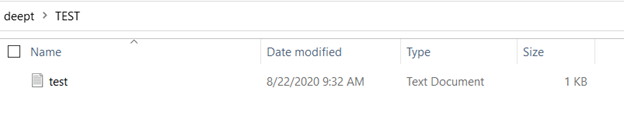 deept > TEST
Name Date modified Type Size
test 8/22/2020 9:32 AM Text Document 1 KB